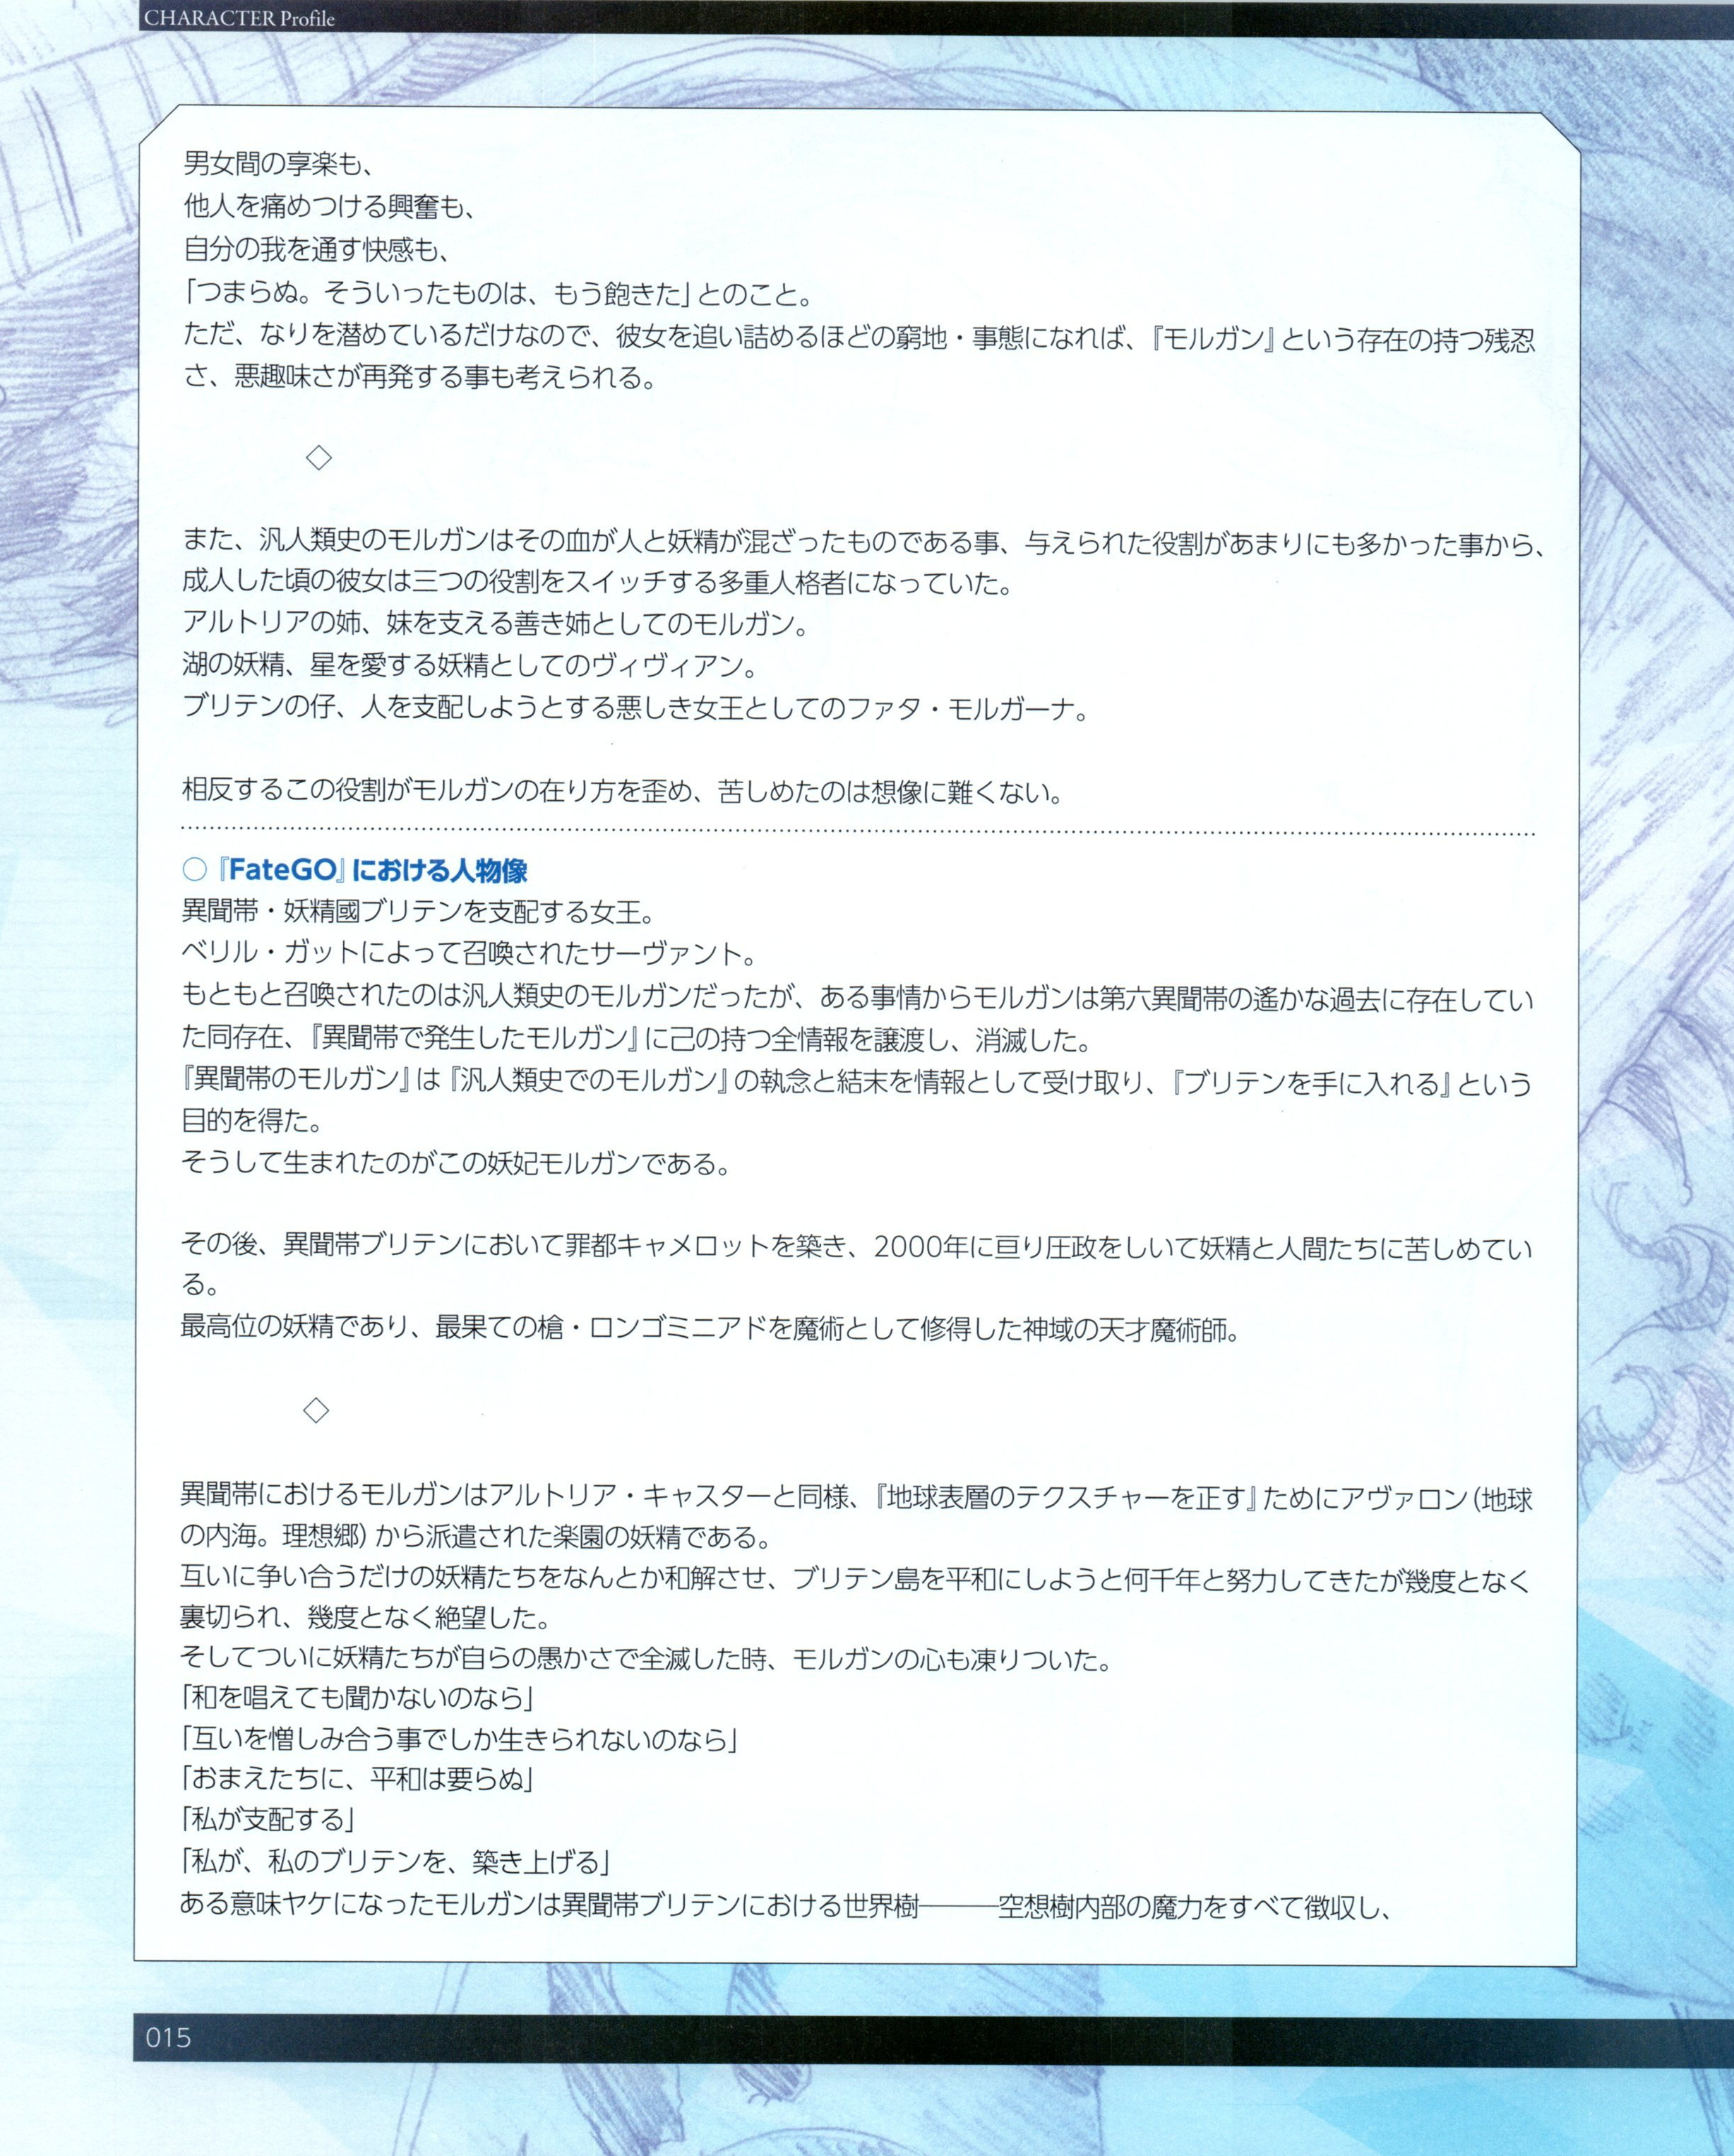 CHARACTER Profile
男女間の享楽も、
他人を痛めつける興奮も、
自分の我を通す快感も、
「つまらぬ。そういったものは、もう飽きた」とのこと。
ただ、なりを潜めているだけなので、彼女を追い詰めるほどの窮地・事態になれば、『モルガン』という存在の持つ残忍
さ、悪趣味さが再発する事も考えられる。
◇
また、汎人類史のモルガンはその血が人と妖精が混ざったものである事、与えられた役割があまりにも多かった事から、
成人した頃の彼女は三つの役割をスイッチする多重人格者になっていた。
アルトリアの姉、妹を支える善き姉としてのモルガン。
湖の妖精、星を愛する妖精としてのヴィヴィアン。
ブリテンの仔、人を支配しようとする悪しき女王としてのファタ・モルガーナ。
相反するこの役割がモルガンの在り方を歪め、苦しめたのは想像に難くない。
○『FateGO』における人物像
異聞帯・妖精國ブリテンを支配する女王。
ベリル・ガットによって召喚されたサーヴァント。
もともと召喚されたのは汎人類史のモルガンだったが、ある事情からモルガンは第六異聞帯の遙かな過去に存在してい
た同存在、『異聞帯で発生したモルガン』に己の持つ全情報を譲渡し、消滅した。
『異聞帯のモルガン』は『汎人類史でのモルガン』の執念と結末を情報として受け取り、『ブリテンを手に入れる』という
目的を得た。
そうして生まれたのがこの妖妃モルガンである。
その後、異聞帯ブリテンにおいて罪都キャメロットを築き、2000年に亘り圧政をしいて妖精と人間たちに苦しめてい
る。
最高位の妖精であり、最果ての槍・ロンゴミニアドを魔術として修得した神域の天才魔術師。
◇
異聞帯におけるモルガンはアルトリア・キャスターと同様、『地球表層のテクスチャーを正す』ためにアヴァロン(地球
の内海。理想郷)から派遣された楽園の妖精である。
互いに争い合うだけの妖精たちをなんとか和解させ、ブリテン島を平和にしようと何千年と努力してきたが幾度となく
裏切られ、幾度となく絶望した。
そしてついに妖精たちが自らの愚かさで全滅した時、モルガンの心も凍りついた。
「和を唱えても聞かないのなら」
「互いを憎しみ合う事でしか生きられないのなら」
「おまえたちに、平和は要らぬ」
「私が支配する」
「私が、私のブリテンを、築き上げる」
ある意味ヤケになったモルガンは異聞帯ブリテンにおける世界樹―――空想樹内部の魔力をすべて徴収し、
015